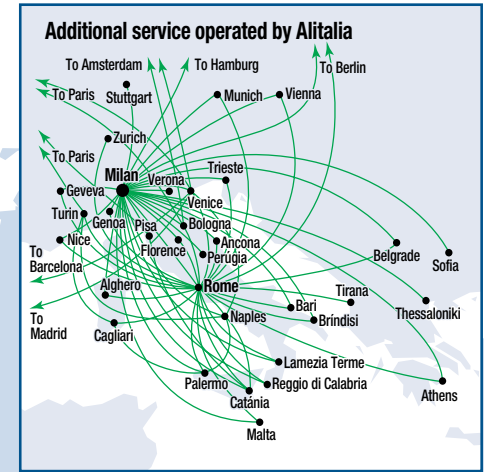 Additional service operated by Alitalia
To Amsterdam
To Hamburg
To Berlin
To Paris
Stuttgart
Munich
Vienna
Zurich
To Paris
Milan
Verona
Trieste
Geveva
Venice
Turin
Genoa
Pisa
Bologna
Nice
Florence
Ancona
Perugia
Belgrade
Sofia
To
Barcelona
Alghero
Rome
Tirana
Thessaloniki
To
Madrid
Naples
Bari
Brindisi
Cagliari
Lamezia Terme
Palermo
Reggio di Calabria
Catánia
Athens
Malta